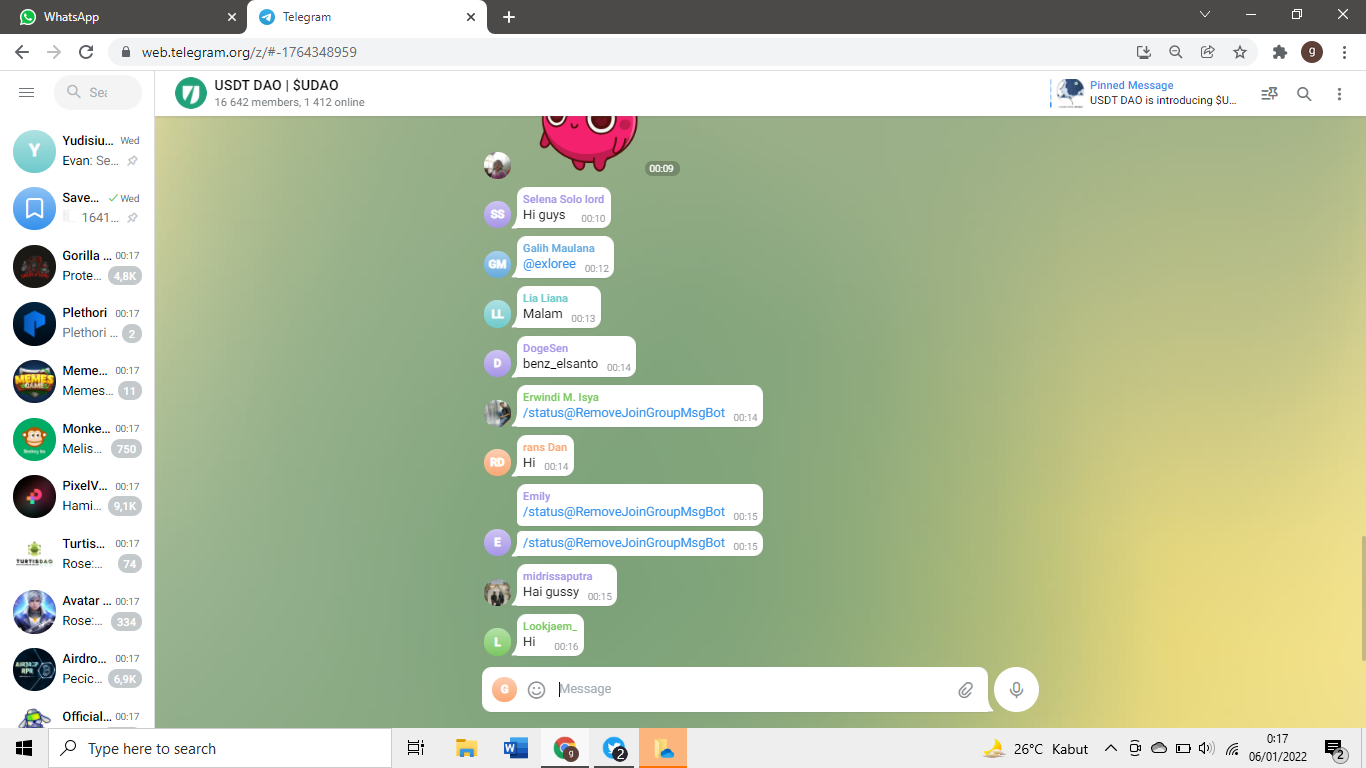 WhatsApp
Telegram
web.telegram.org/z/#-1764348959
g
Sea
USDT DAO | $UDAO
16 642 members, 1 412 online
Pinned Message
USDT DAO is introducing $U...
Y
Yudisiu... Wed
Evan: Se...
Save... Wed
1641...
Gorilla ... 00:17
Prote... 4,8K
Plethori 00:17
Plethori ... 2
Meme... 00:17
Memes... 11
Monke... 00:17
Melis... 750
PixelV... 00:17
Hami... 9,1K
Turtis... 00:17
Rose:... 74
Avatar ... 00:17
Rose:... 334
Airdro... 00:17
Pecic... 6,9K
Official... 00:17
00:09
Selena Solo lord
SS Hi guys 00:10
Galih Maulana
GM @exloree 00:12
Lia Liana
LL Malam 00:13
DogeSen
D benz_elsanto 00:14
Erwindi M. Isya
/status@RemoveJoinGroupMsgBot 00:14
rans Dan
RD Hi 00:14
Emily
/status@RemoveJoinGroupMsgBot 00:15
E /status@RemoveJoinGroupMsgBot 00:15
midrissaputra
Hai gussy 00:15
Lookjaem_
L Hi 00:16
G Message
Type here to search
g
2
26°C Kabut
0:17
06/01/2022
2